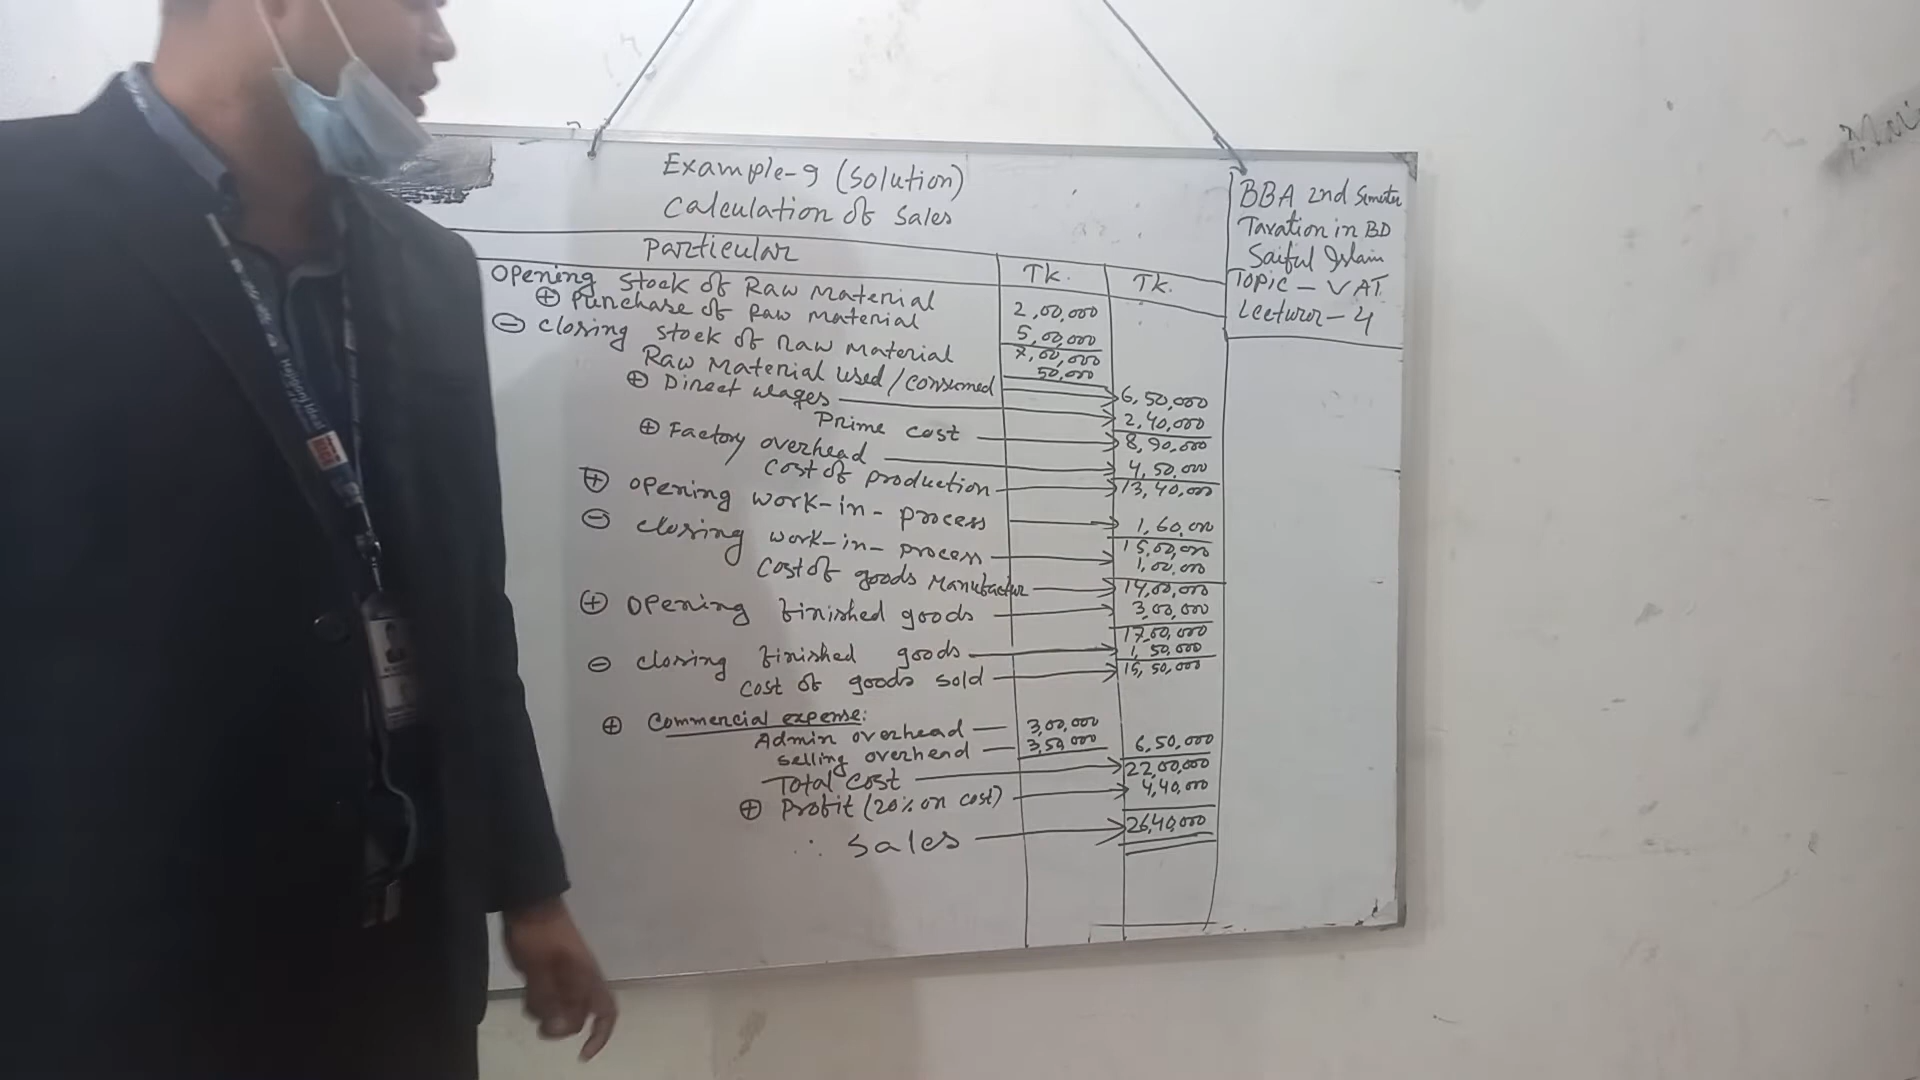 Example-9 (Solution)
Calculation of Sales
Particular Tk. Tk.
Opening Stock of Raw Material 2,00,000
⊕ Purchase of Raw Material 5,00,000
7,00,000
⊖ Closing Stock of Raw Material 50,000
Raw Material Used/Consumed 6,50,000
⊕ Direct wages 2,40,000
Prime cost 8,90,000
⊕ Factory overhead 4,50,000
Cost of production 13,40,000
⊕ Opening work-in-process 1,60,000
15,00,000
⊖ Closing work-in-process 1,00,000
Cost of goods Manufactur 14,00,000
⊕ Opening finished goods 3,00,000
17,00,000
⊖ Closing finished goods 1,50,000
Cost of goods sold 15,50,000
⊕ Commercial expense:
Admin overhead — 3,00,000
Selling overhead — 3,50,000 6,50,000
Total cost 22,00,000
⊕ Profit (20% on cost) 4,40,000
∴ Sales 26,40,000
BBA 2nd Semister
Taxation in BD
Saiful Islam
Topic - VAT
Lecturer - 4